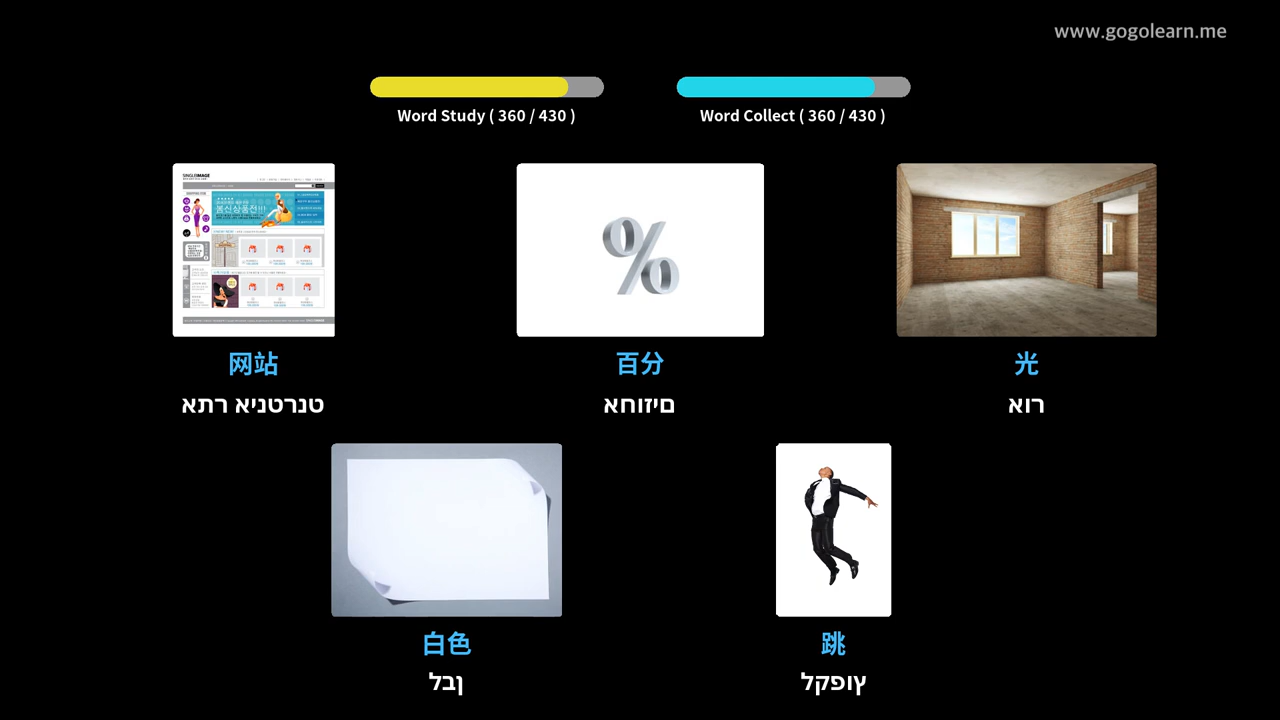 www.gogolearn.me
Word Study ( 360 / 430 )
Word Collect ( 360 / 430 )
网站
百分
光
אתר אינטרנט
אחוזים
אור
白色
跳
לבן
לקפוץ